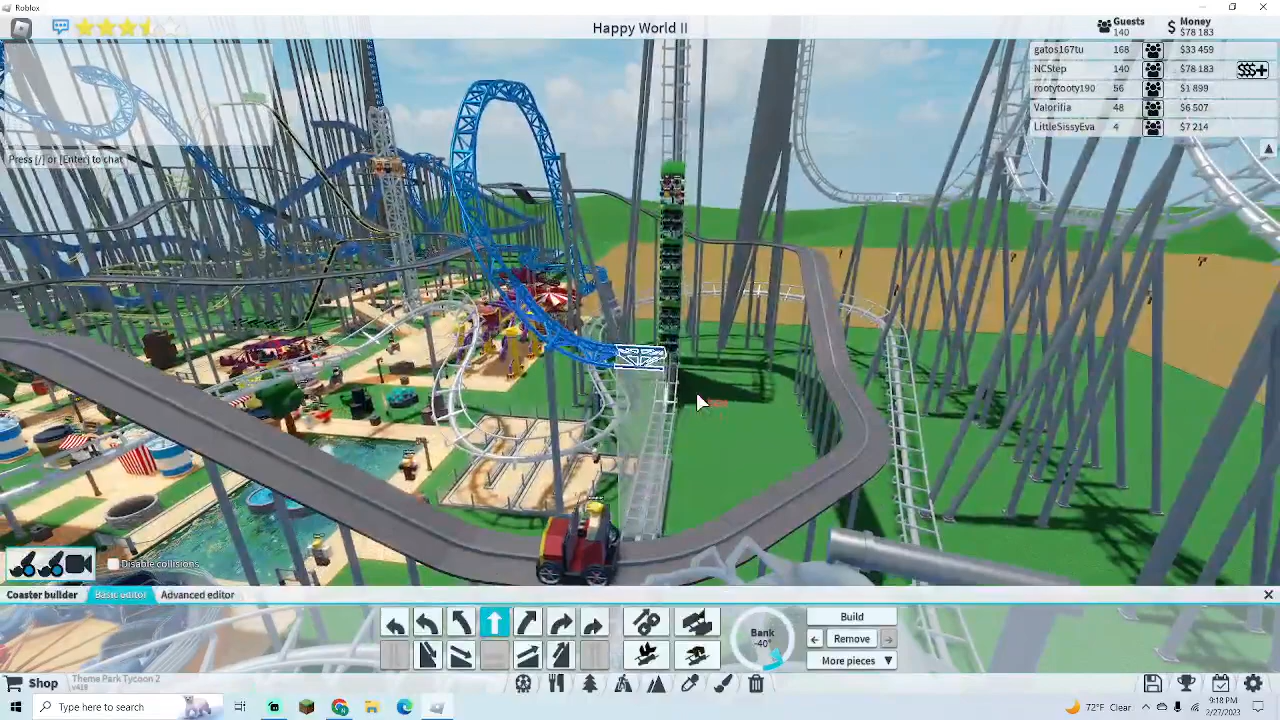 Roblox
Happy World II
Guests
140
Money
$78 183
gatos167tu 168 $33 459
NCStep 140 $78 183
rootytooty190 56 $1 899
Valorifia 48 $6 507
LittleSissyEva 4 $7 214
Press [/] or [Enter] to chat
Disable collisions
Coaster builder Basic editor Advanced editor
Bank
-40°
Build
Remove
More pieces
Shop
Theme Park Tycoon 2
v419
Type here to search
72°F Clear
9:18 PM
2/27/2023